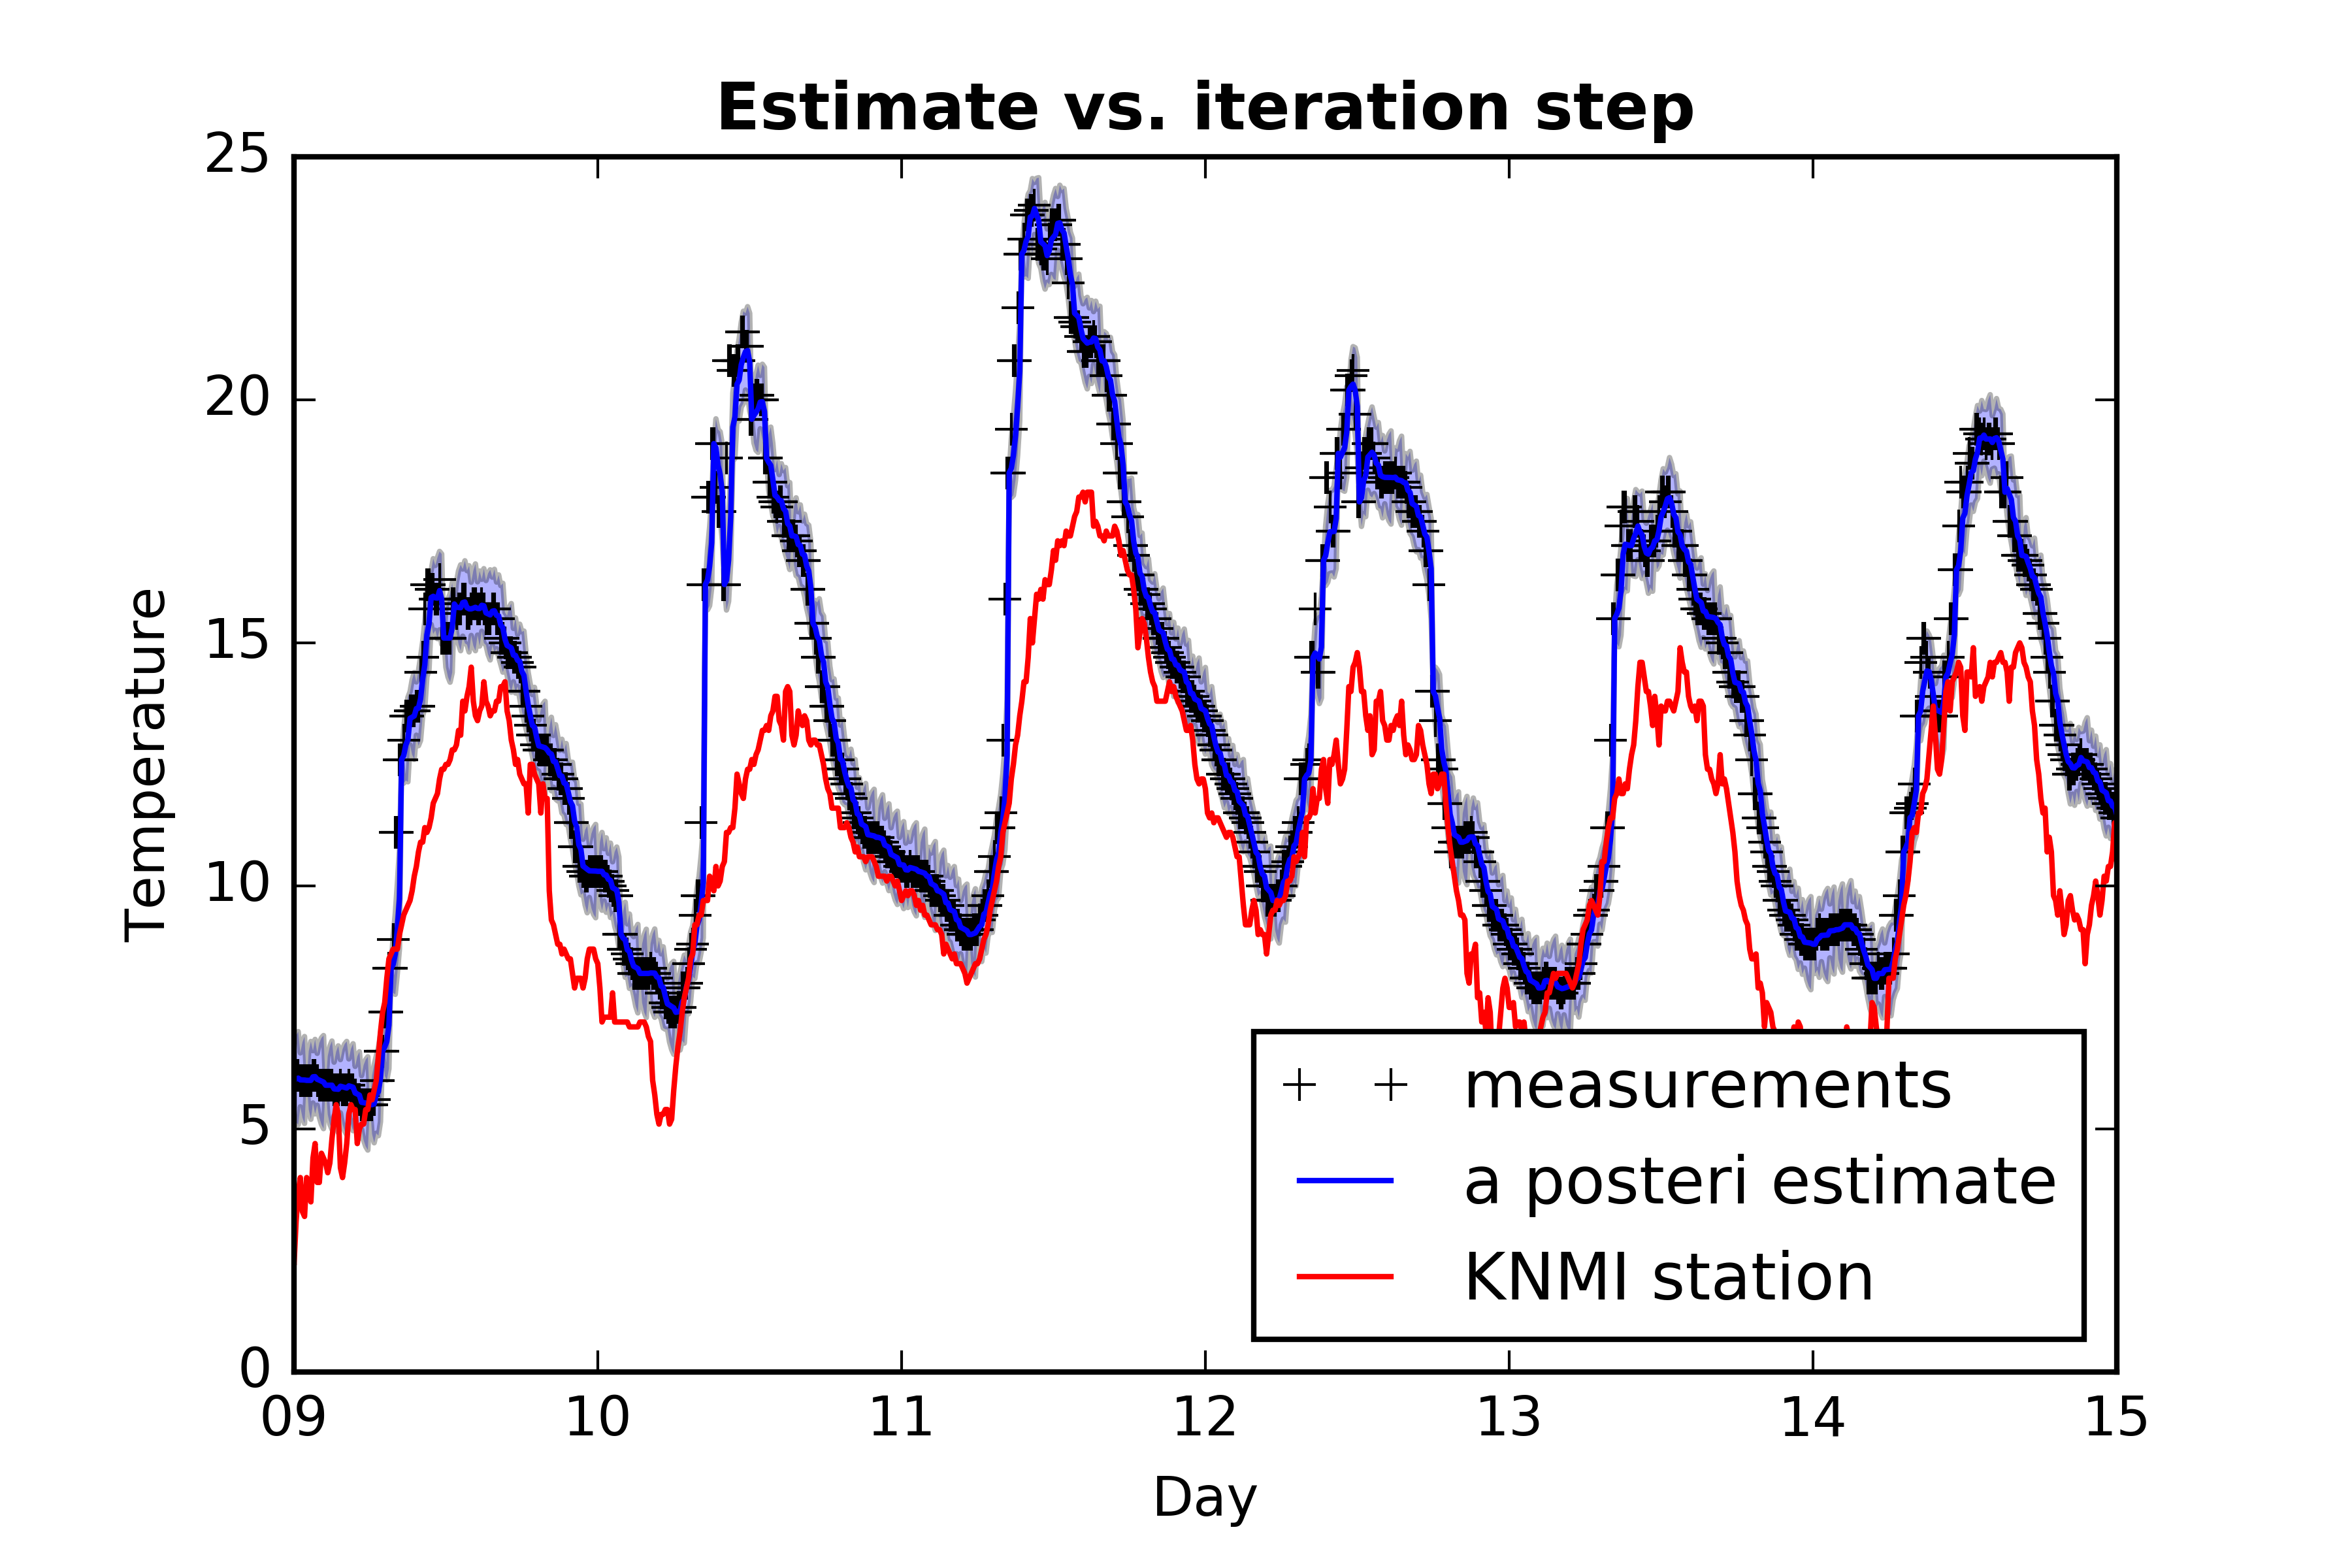 Estimate vs. iteration step
25
20
15
10
5
0
Temperature
09 10 11 12 13 14 15
Day
measurements
a posteri estimate
KNMI station